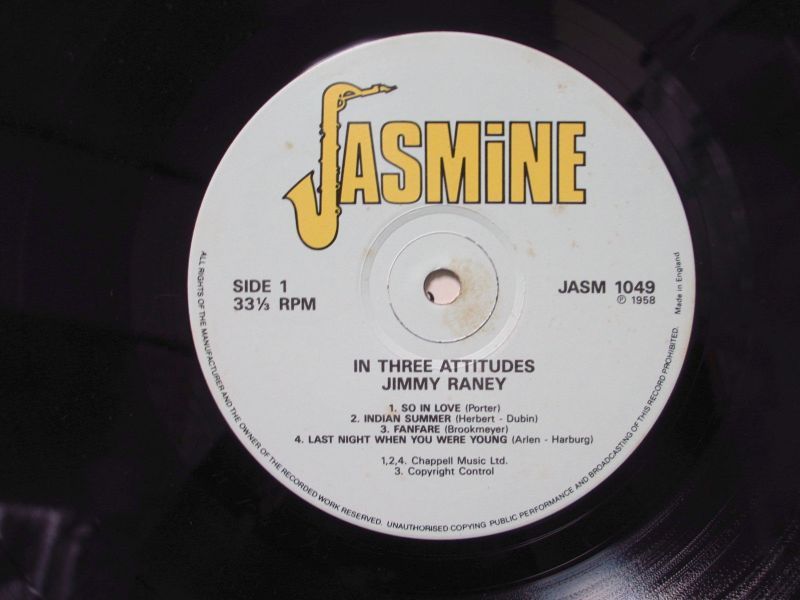 JASMiNE
SIDE 1
33⅓ RPM
JASM 1049
℗ 1958
Made in England
IN THREE ATTITUDES
JIMMY RANEY
1. SO IN LOVE (Porter)
2. INDIAN SUMMER (Herbert - Dubin)
3. FANFARE (Brookmeyer)
4. LAST NIGHT WHEN YOU WERE YOUNG (Arlen - Harburg)
1,2,4. Chappell Music Ltd.
3. Copyright Control
ALL RIGHTS OF THE MANUFACTURER AND THE OWNER OF THE RECORDED WORK RESERVED. UNAUTHORISED COPYING PUBLIC PERFORMANCE AND BROADCASTING OF THIS RECORD PROHIBITED.